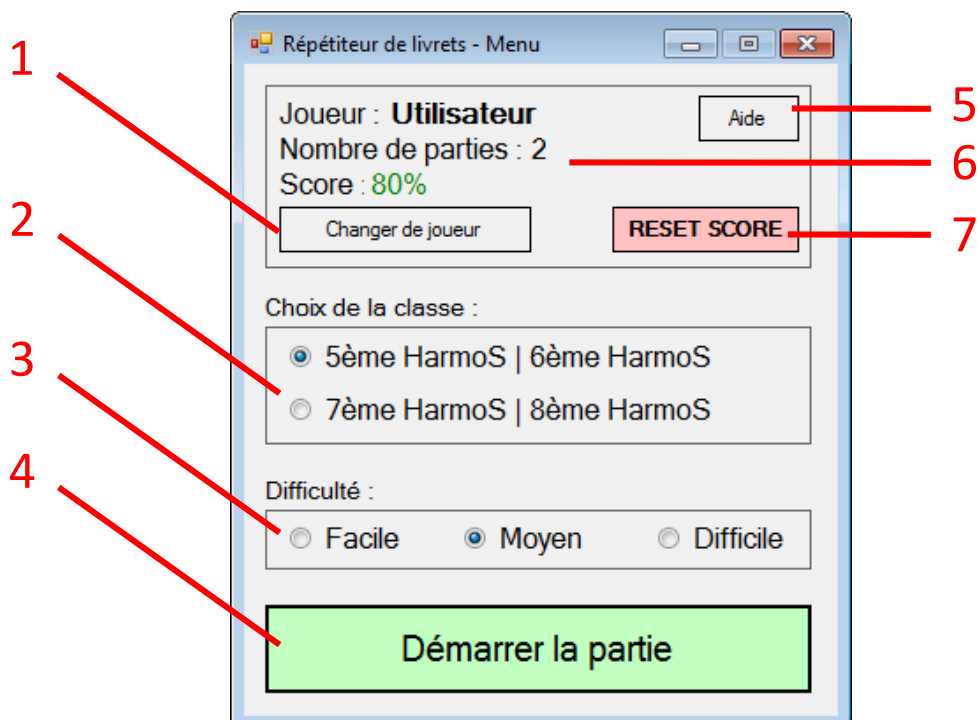 Répétiteur de livrets - Menu
1
Joueur : Utilisateur
Aide
5
Nombre de parties : 2
6
Score : 80%
2
Changer de joueur
RESET SCORE
7
Choix de la classe :
3
5ème HarmoS | 6ème HarmoS
7ème HarmoS | 8ème HarmoS
4
Difficulté :
Facile
Moyen
Difficile
Démarrer la partie